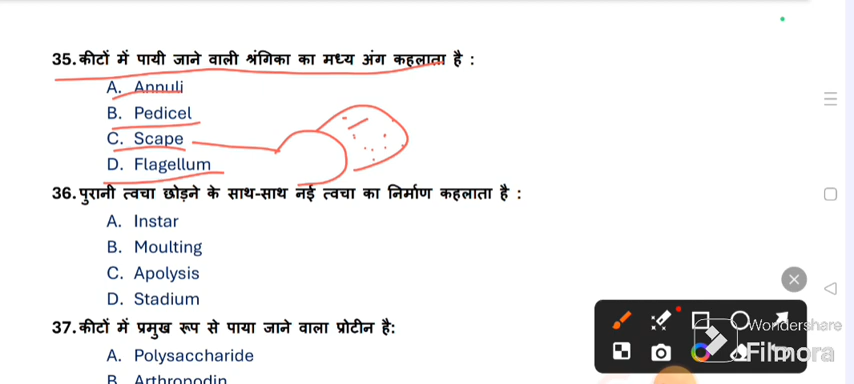 35. कीटों में पायी जाने वाली श्रंगिका का मध्य अंग कहलाता है :
A. Annuli
B. Pedicel
C. Scape
D. Flagellum
36. पुरानी त्वचा छोड़ने के साथ-साथ नई त्वचा का निर्माण कहलाता है :
A. Instar
B. Moulting
C. Apolysis
D. Stadium
37. कीटों में प्रमुख रूप से पाया जाने वाला प्रोटीन है:
A. Polysaccharide
B. Arthropodin
Wondershare
Filmora